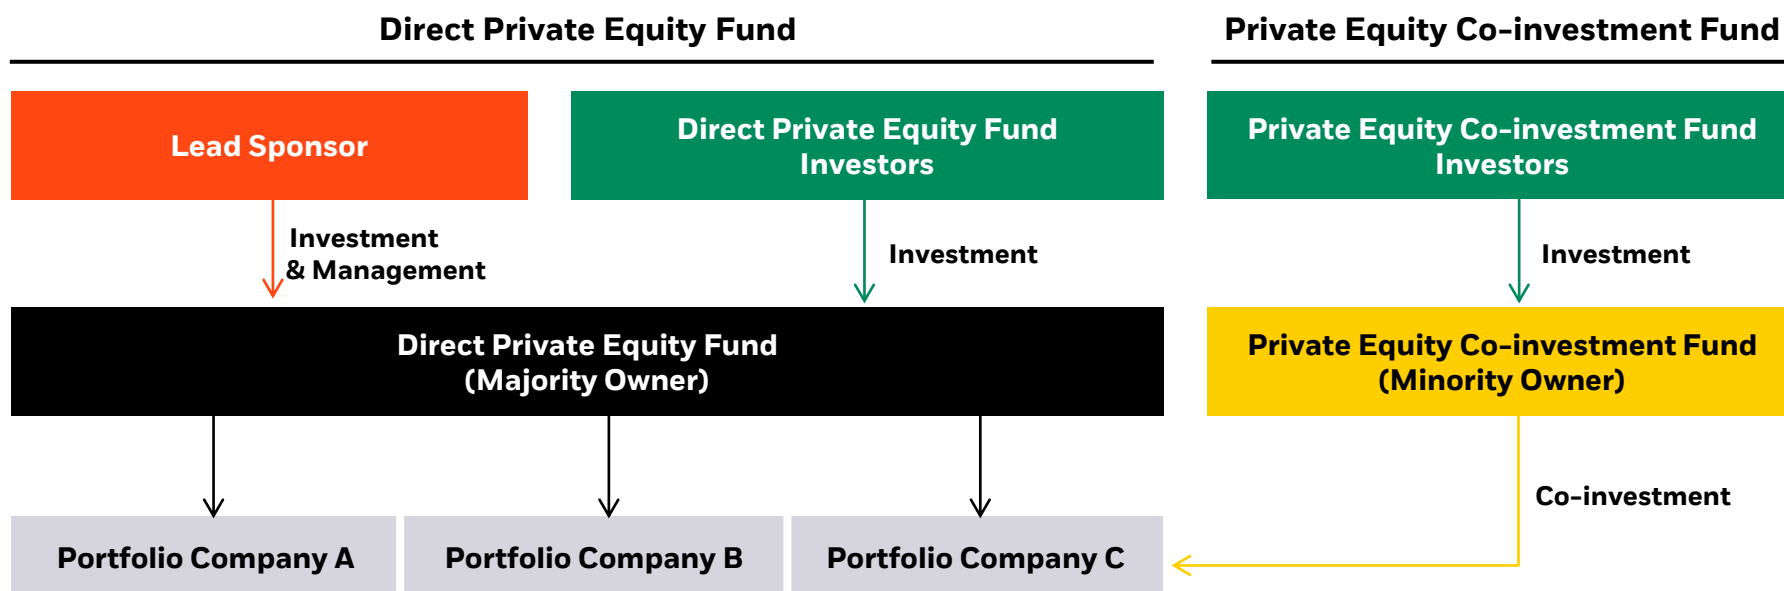 Direct Private Equity Fund
Private Equity Co-investment Fund
Lead Sponsor
Direct Private Equity Fund
Investors
Private Equity Co-investment Fund
Investors
Investment
& Management
Investment
Investment
Direct Private Equity Fund
(Majority Owner)
Private Equity Co-investment Fund
(Minority Owner)
Co-investment
Portfolio Company A
Portfolio Company B
Portfolio Company C